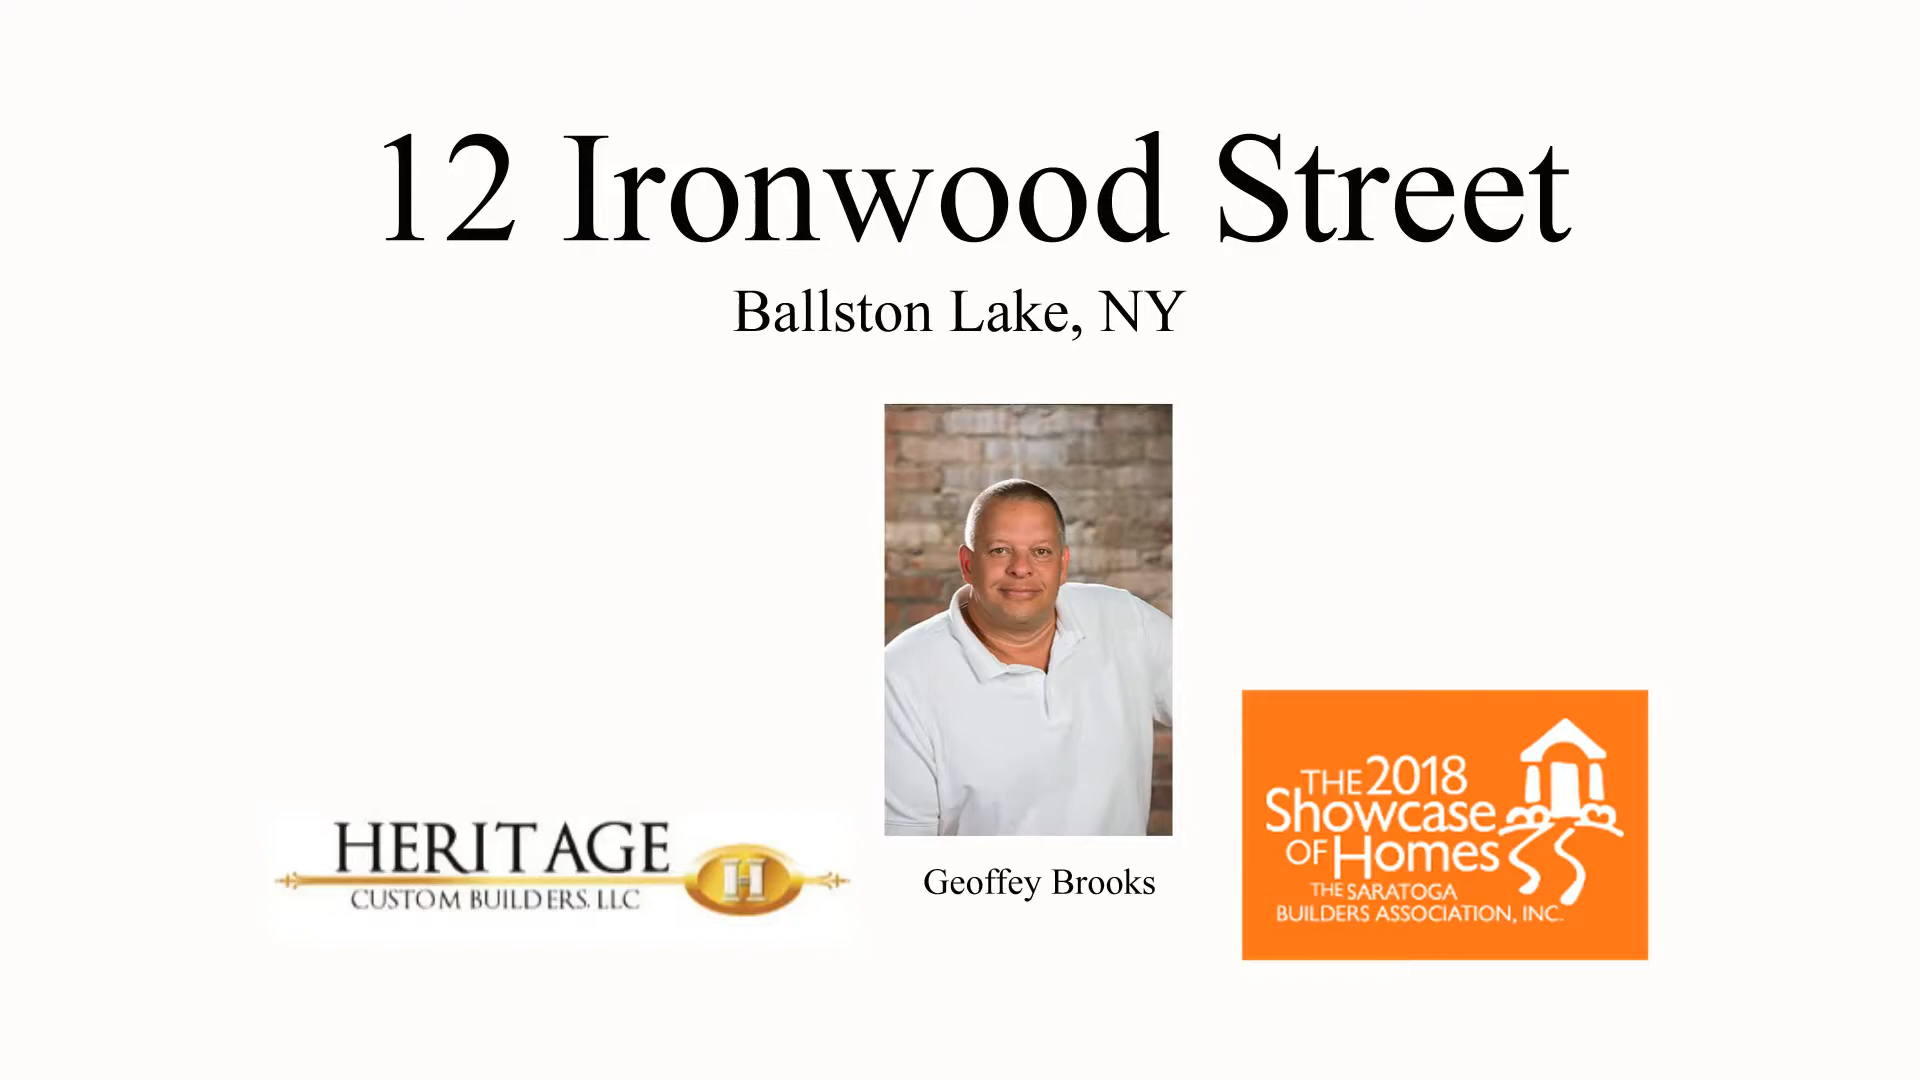 12 Ironwood Street
Ballston Lake, NY
HERITAGE
H
CUSTOM BUILDERS, LLC
Geoffey Brooks
THE 2018
Showcase
OF Homes
THE SARATOGA
BUILDERS ASSOCIATION, INC.